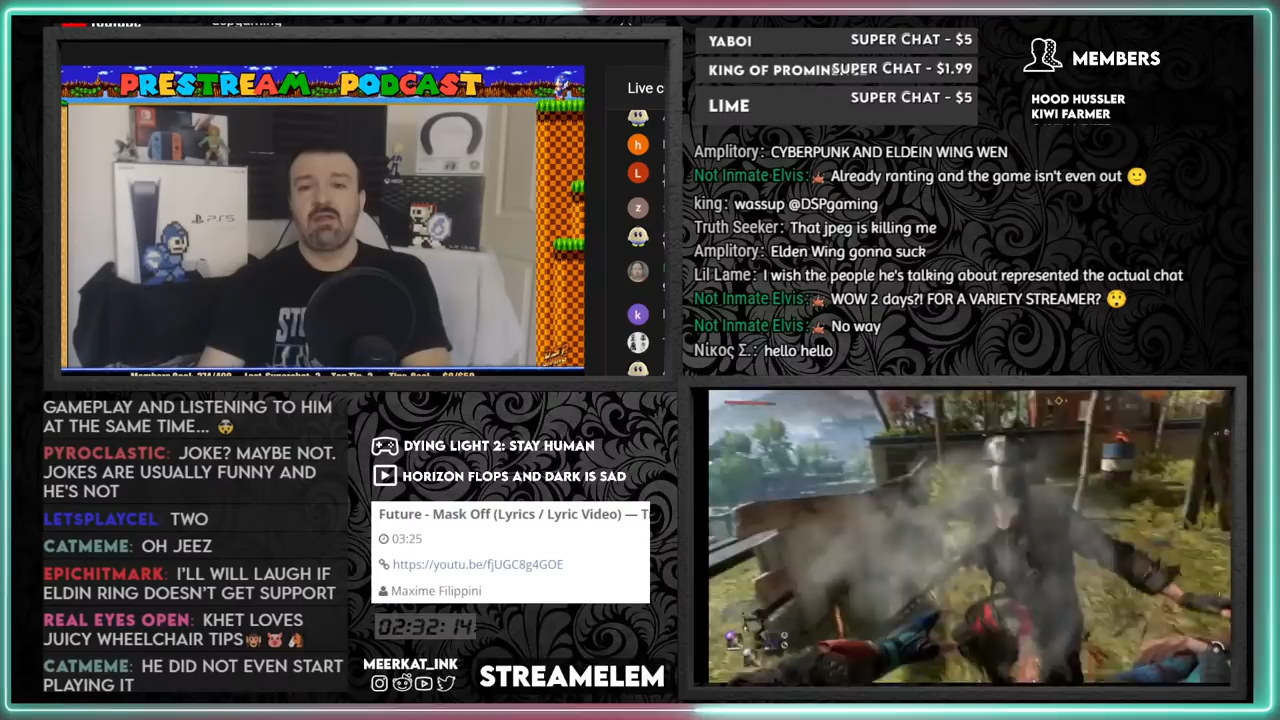 dspgaming
PRESTREAM PODCAST
Live c
PS5
XBOX
YABOI
SUPER CHAT - $5
SUPER CHAT - $1.99
LIME
SUPER CHAT - $5
MEMBERS
HOOD HUSSLER
KIWI FARMER
Amplitory: CYBERPUNK AND ELDEIN WING WEN
Not Inmate Elvis: Already ranting and the game isn't even out 🙂
king: wassup @DSPgaming
Truth Seeker: That jpeg is killing me
Amplitory: Elden Wing gonna suck
Lil Lame: I wish the people he's talking about represented the actual chat
Not Inmate Elvis: WOW 2 days?! FOR A VARIETY STREAMER? 😲
Not Inmate Elvis: No way
Νίκος Σ.: hello hello
GAMEPLAY AND LISTENING TO HIM
AT THE SAME TIME...
PYROCLASTIC: JOKE? MAYBE NOT.
JOKES ARE USUALLY FUNNY AND
HE'S NOT
LETSPLAYCEL TWO
CATMEME: OH JEEZ
EPICHITMARK: I'LL WILL LAUGH IF
ELDIN RING DOESN'T GET SUPPORT
REAL EYES OPEN: KHET LOVES
JUICY WHEELCHAIR TIPS
CATMEME: HE DID NOT EVEN START
PLAYING IT
DYING LIGHT 2: STAY HUMAN
HORIZON FLOPS AND DARK IS SAD
Future - Mask Off (Lyrics / Lyric Video) — T
03:25
https://youtu.be/fjUGC8g4GOE
Maxime Filippini
02:32:14
MEERKAT_INK
STREAMELEM